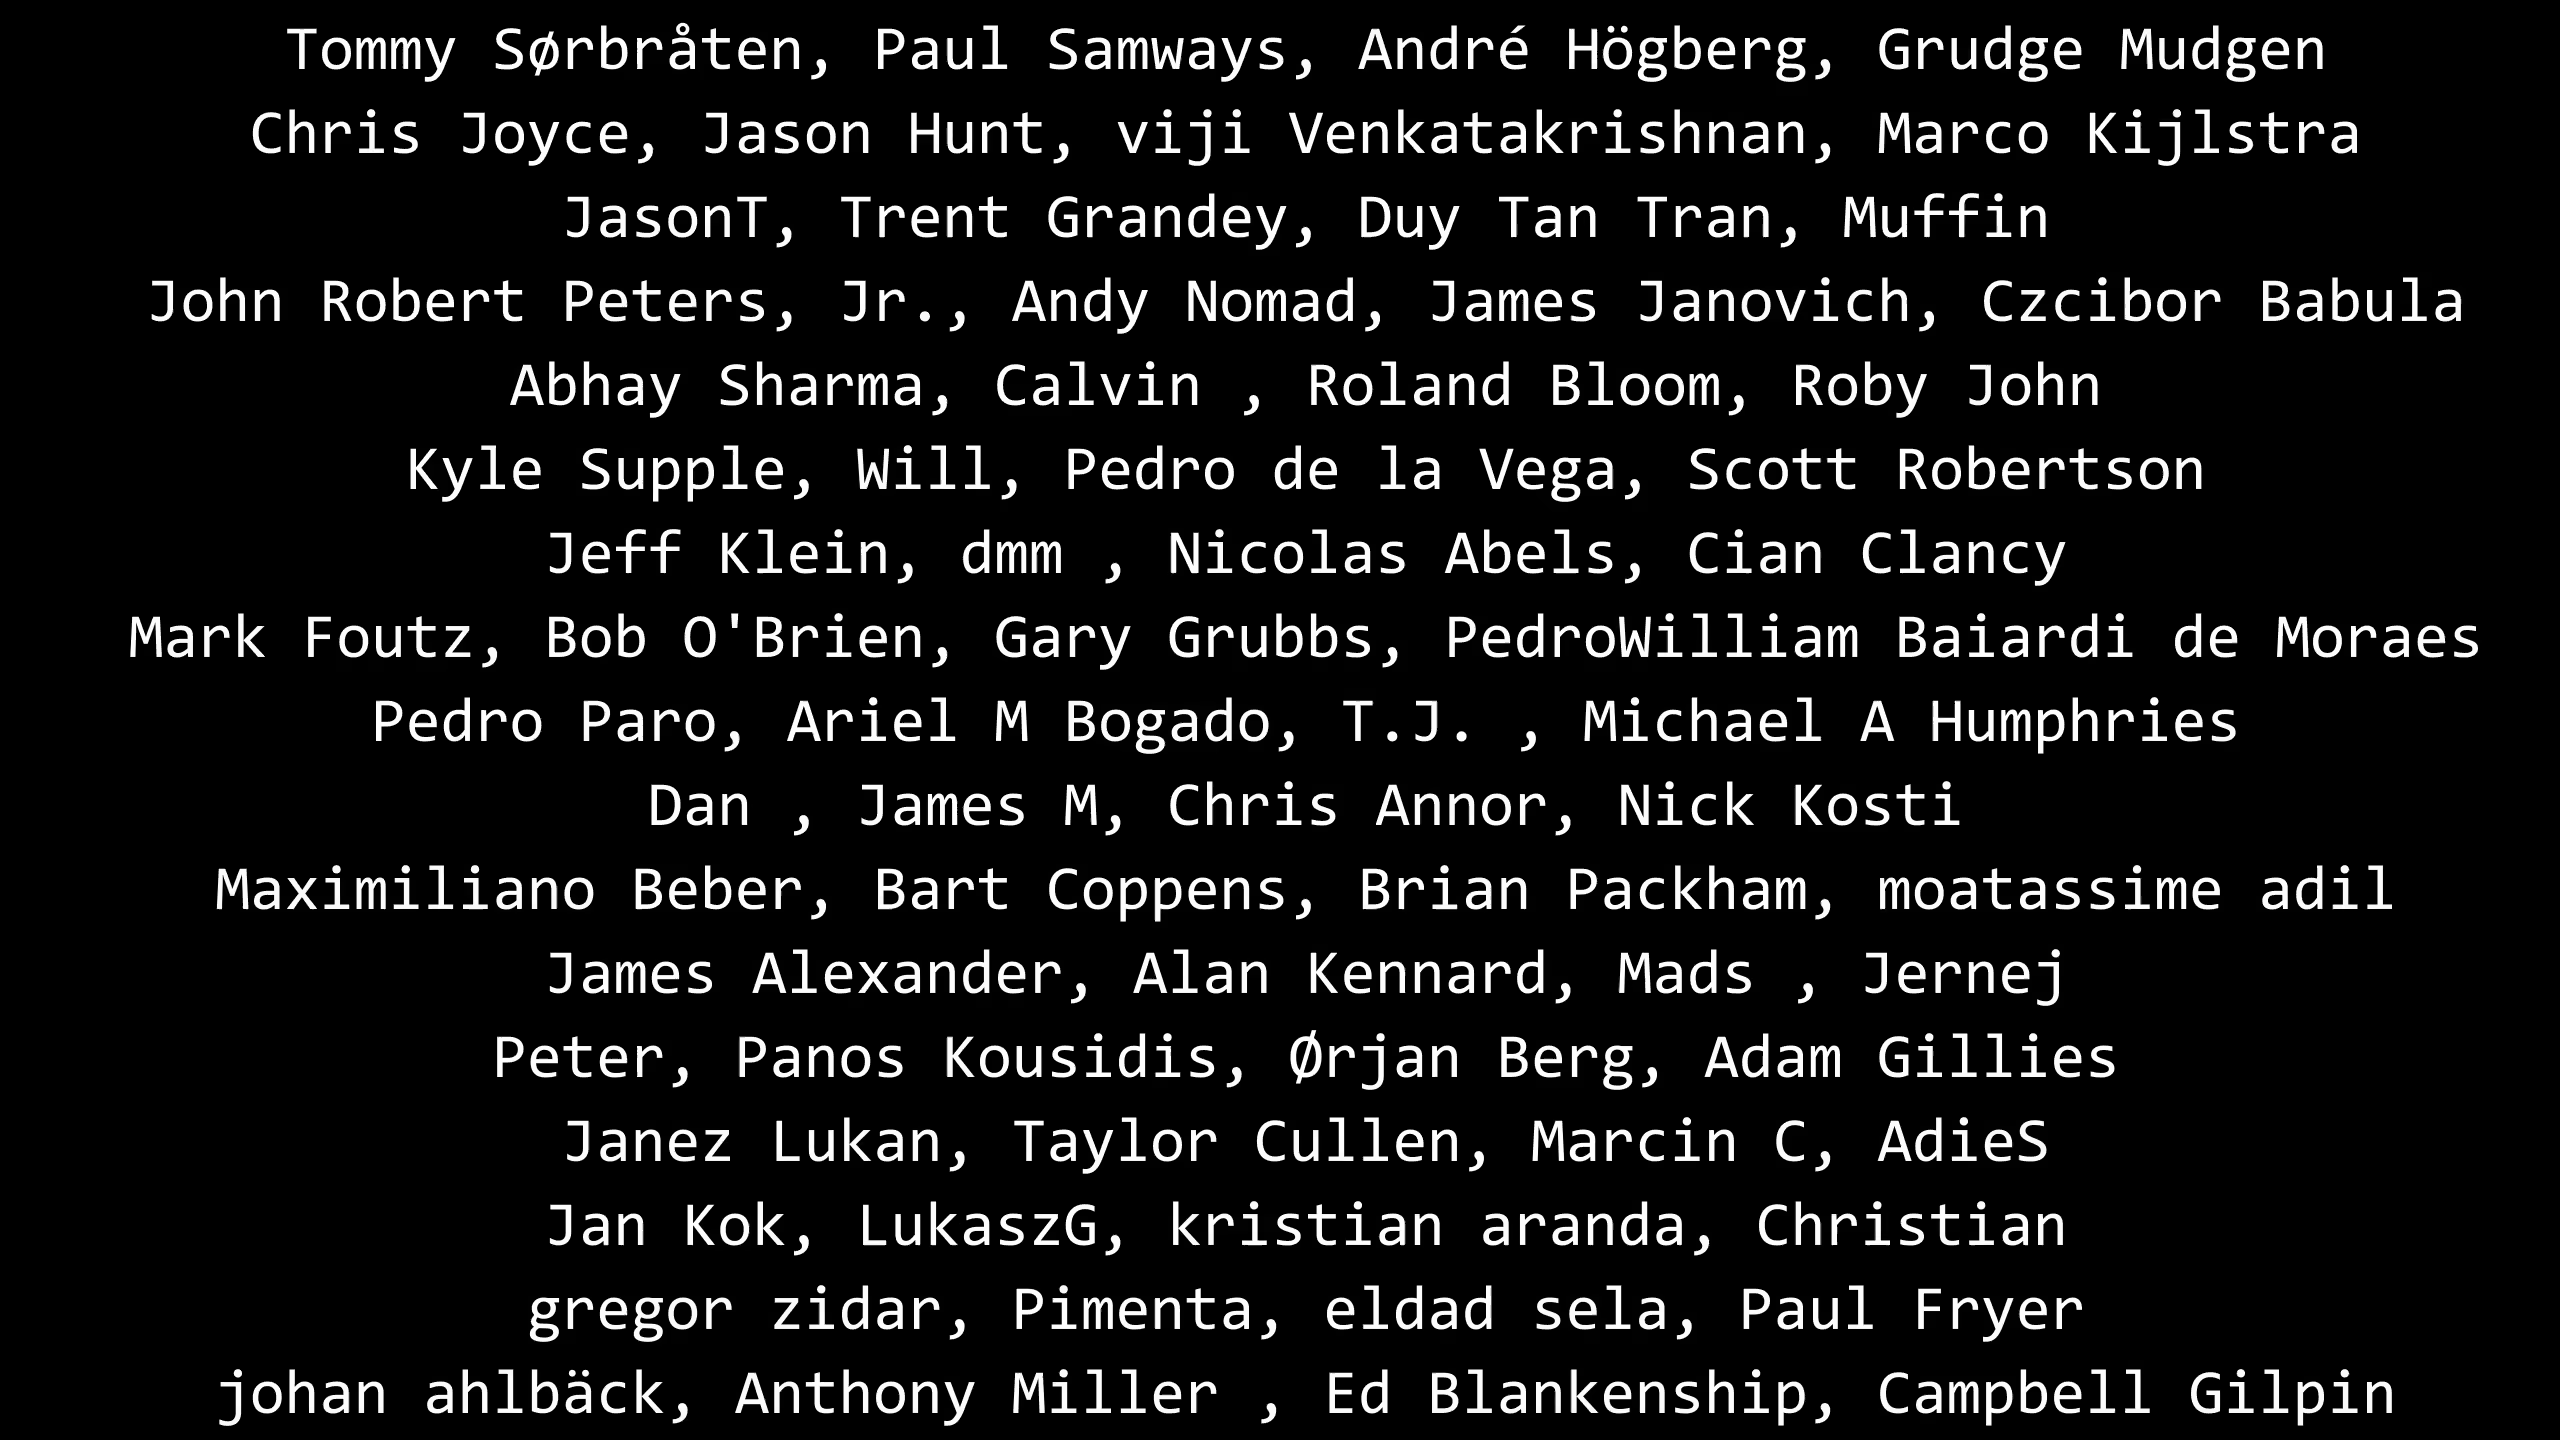 Tommy Sørbråten, Paul Samways, André Högberg, Grudge Mudgen
Chris Joyce, Jason Hunt, viji Venkatakrishnan, Marco Kijlstra
JasonT, Trent Grandey, Duy Tan Tran, Muffin
John Robert Peters, Jr., Andy Nomad, James Janovich, Czcibor Babula
Abhay Sharma, Calvin , Roland Bloom, Roby John
Kyle Supple, Will, Pedro de la Vega, Scott Robertson
Jeff Klein, dmm , Nicolas Abels, Cian Clancy
Mark Foutz, Bob O'Brien, Gary Grubbs, PedroWilliam Baiardi de Moraes
Pedro Paro, Ariel M Bogado, T.J. , Michael A Humphries
Dan , James M, Chris Annor, Nick Kosti
Maximiliano Beber, Bart Coppens, Brian Packham, moatassime adil
James Alexander, Alan Kennard, Mads , Jernej
Peter, Panos Kousidis, Ørjan Berg, Adam Gillies
Janez Lukan, Taylor Cullen, Marcin C, AdieS
Jan Kok, LukaszG, kristian aranda, Christian
gregor zidar, Pimenta, eldad sela, Paul Fryer
johan ahlbäck, Anthony Miller , Ed Blankenship, Campbell Gilpin